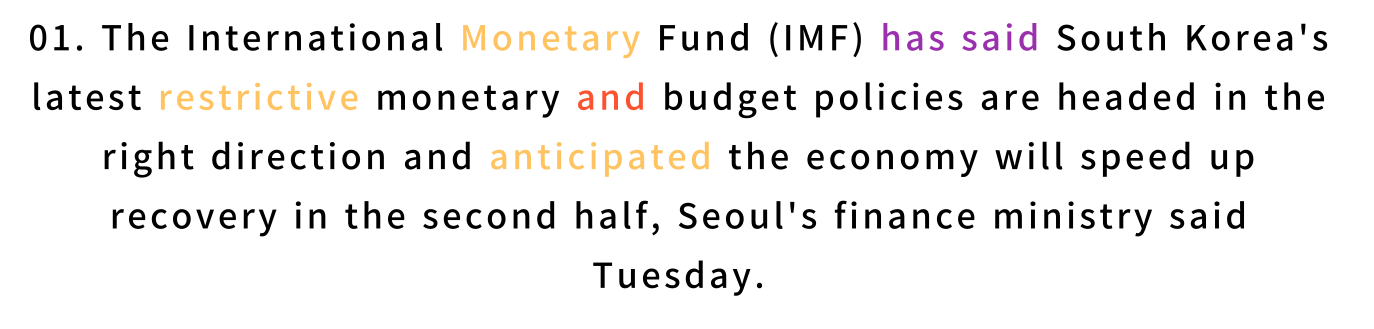 01. The International Monetary Fund (IMF) has said South Korea's
latest restrictive monetary and budget policies are headed in the
right direction and anticipated the economy will speed up
recovery in the second half, Seoul's finance ministry said
Tuesday.